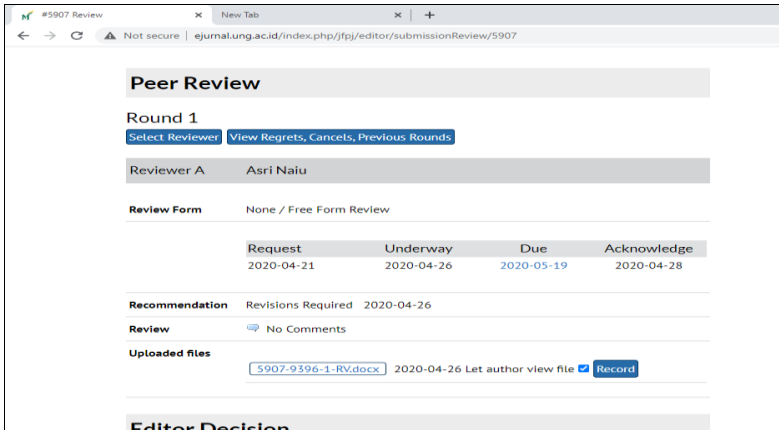 #5907 Review
New Tab
Not secure | ejurnal.ung.ac.id/index.php/jfpj/editor/submissionReview/5907
Peer Review
Round 1
Select Reviewer View Regrets, Cancels, Previous Rounds
Reviewer A Asri Naiu
Review Form None / Free Form Review
Request Underway Due Acknowledge
2020-04-21 2020-04-26 2020-05-19 2020-04-28
Recommendation Revisions Required 2020-04-26
Review No Comments
Uploaded files
5907-9396-1-RV.docx 2020-04-26 Let author view file Record
Editor Decision